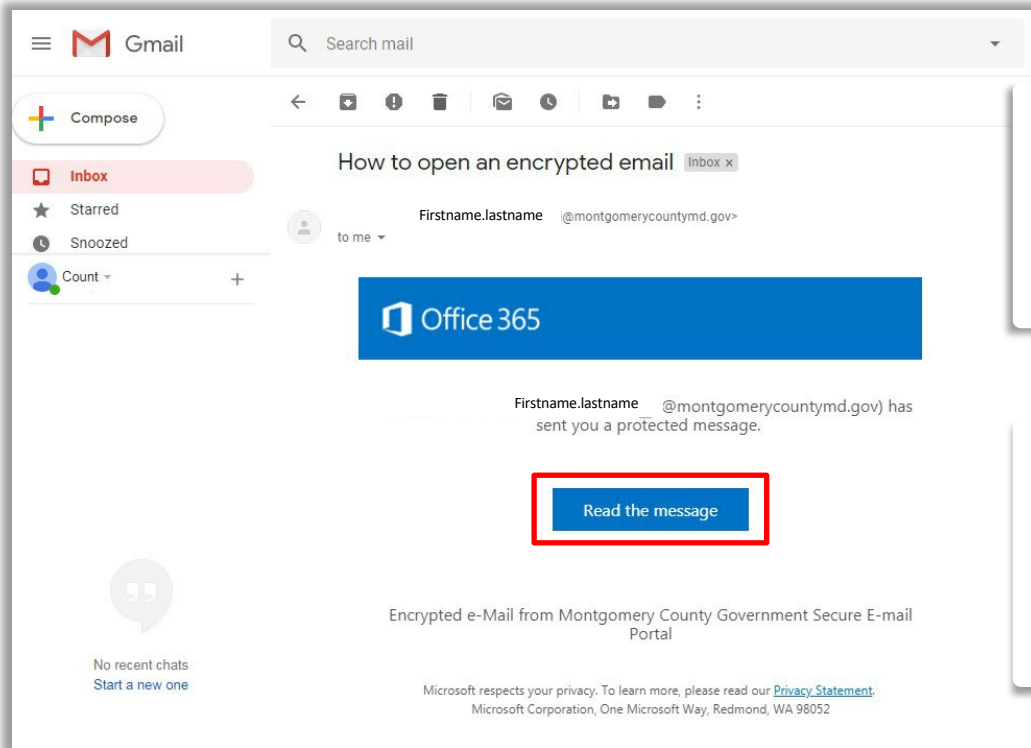 Gmail
Search mail
Compose
Inbox
Starred
Snoozed
Count
How to open an encrypted email Inbox x
Firstname.lastname @montgomerycountymd.gov>
to me
Office 365
Firstname.lastname @montgomerycountymd.gov) has
sent you a protected message.
Read the message
Encrypted e-Mail from Montgomery County Government Secure E-mail
Portal
No recent chats
Start a new one
Microsoft respects your privacy. To learn more, please read our Privacy Statement.
Microsoft Corporation, One Microsoft Way, Redmond, WA 98052